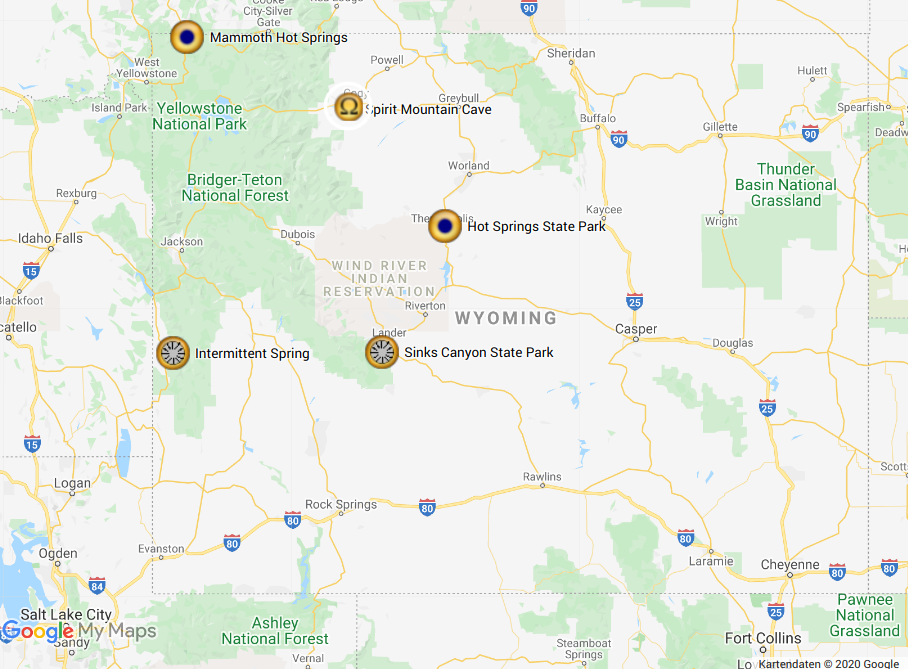 Cooke
City-Silver
Gate
90
Mammoth Hot Springs
Sheridan
Powell
West
Yellowstone
Hulett
Island Park
Yellowstone
National Park
Greybull
Spearfish
Spirit Mountain Cave
Buffalo
Gillette
90
90
Deadw
Worland
Thunder
Basin National
Grassland
Bridger-Teton
National Forest
Rexburg
Kaycee
Wright
Hot Springs State Park
Idaho Falls
Jackson
Dubois
WIND RIVER
INDIAN
RESERVATION
15
Blackfoot
Riverton
25
WYOMING
catello
Lander
Casper
Douglas
Intermittent Spring
Sinks Canyon State Park
25
15
Logan
Rawlins
Scotts
Rock Springs
80
80
80
80
Evanston
Laramie
Ogden
Cheyenne
80
80
84
Salt Lake City
25
Pawnee
National
Grassland
Google My Maps
Sandy
Ashley
National Forest
Fort Collins
Steamboat
Springs
Vernal
Lo
Kartendaten © 2020 Google